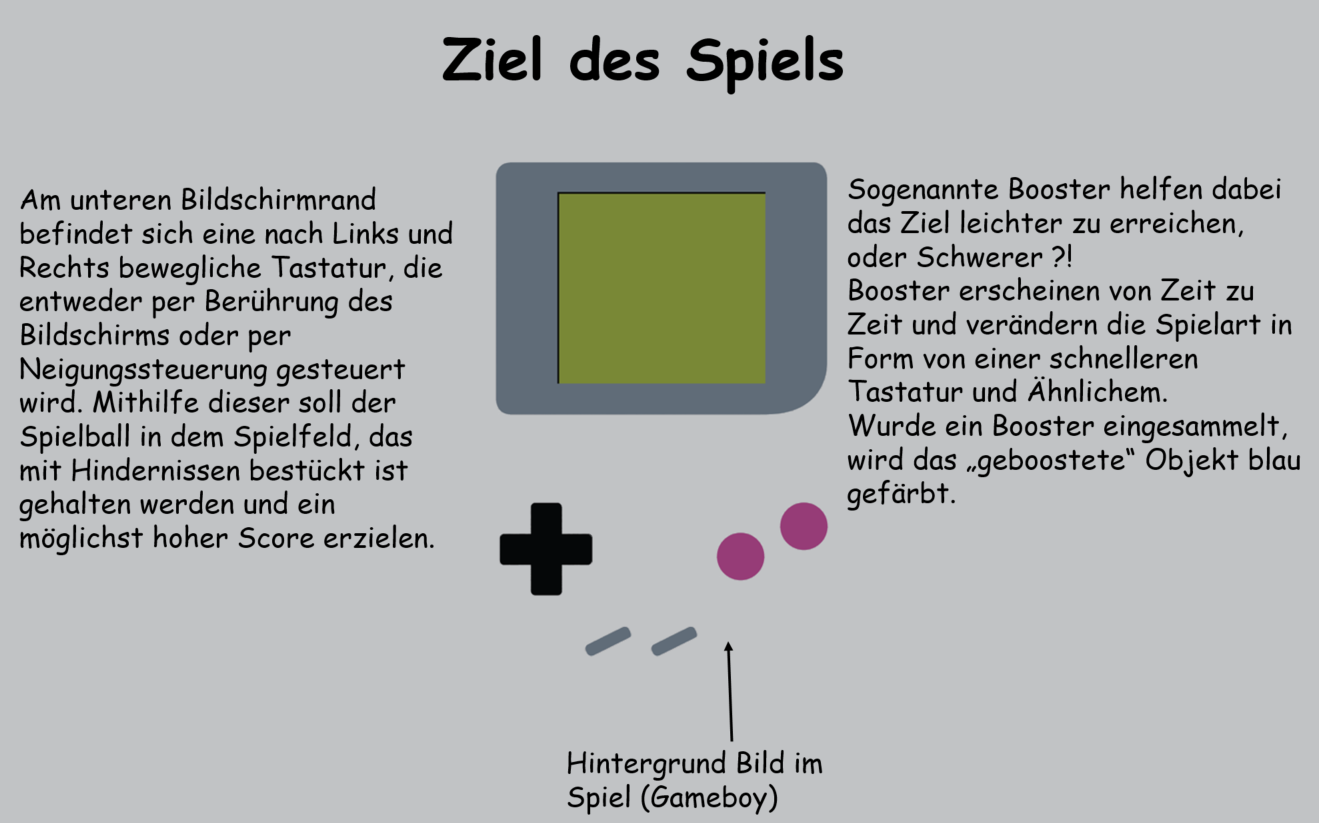 Ziel des Spiels
Am unteren Bildschirmrand
befindet sich eine nach Links und
Rechts bewegliche Tastatur, die
entweder per Berührung des
Bildschirms oder per
Neigungssteuerung gesteuert
wird. Mithilfe dieser soll der
Spielball in dem Spielfeld, das
mit Hindernissen bestückt ist
gehalten werden und ein
möglichst hoher Score erzielen.
Sogenannte Booster helfen dabei
das Ziel leichter zu erreichen,
oder Schwerer ?!
Booster erscheinen von Zeit zu
Zeit und verändern die Spielart in
Form von einer schnelleren
Tastatur und Ähnlichem.
Wurde ein Booster eingesammelt,
wird das „geboostete“ Objekt blau
gefärbt.
Hintergrund Bild im
Spiel (Gameboy)